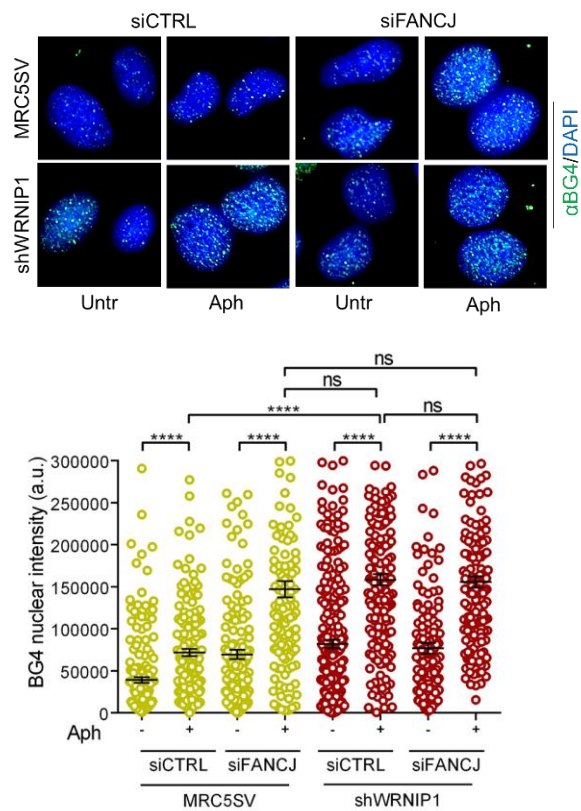 siCTRL siFANCJ
MRC5SV
shWRNIP1
αBG4/DAPI
Untr Aph Untr Aph
ns
ns
**** ns
**** **** **** ****
BG4 nuclear intensity (a.u.)
300000
250000
200000
150000
100000
50000
0
Aph - + - + - + - +
siCTRL siFANCJ siCTRL siFANCJ
MRC5SV shWRNIP1